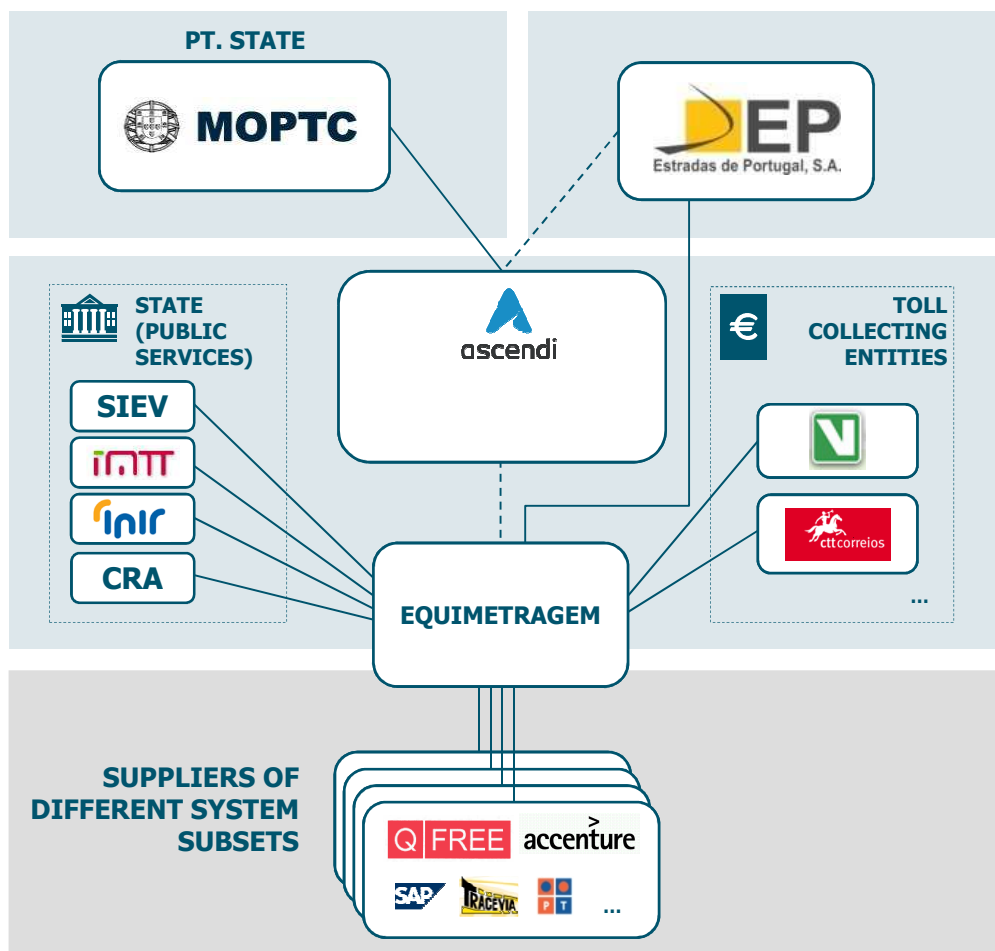 PT. STATE
MOPTC
EP
Estradas de Portugal, S.A.
STATE
(PUBLIC
SERVICES)
SIEV
imTT
InIr
CRA
ascendi
€
TOLL
COLLECTING
ENTITIES
V
ctt correios
...
EQUIMETRAGEM
SUPPLIERS OF
DIFFERENT SYSTEM
SUBSETS
Q FREE
accenture
>
SAP
TRACEVIA
PT
...